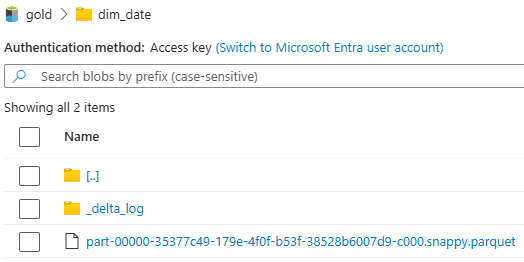 gold > dim_date
Authentication method: Access key (Switch to Microsoft Entra user account)
Search blobs by prefix (case-sensitive)
Showing all 2 items
Name
[..]
_delta_log
part-00000-35377c49-179e-4f0f-b53f-38528b6007d9-c000.snappy.parquet